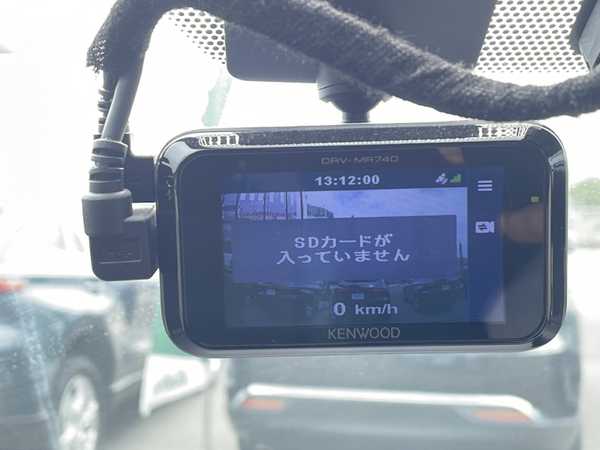 DRV-MR740
13:12:00
SDカードが
入っていません
0 km/h
KENWOOD